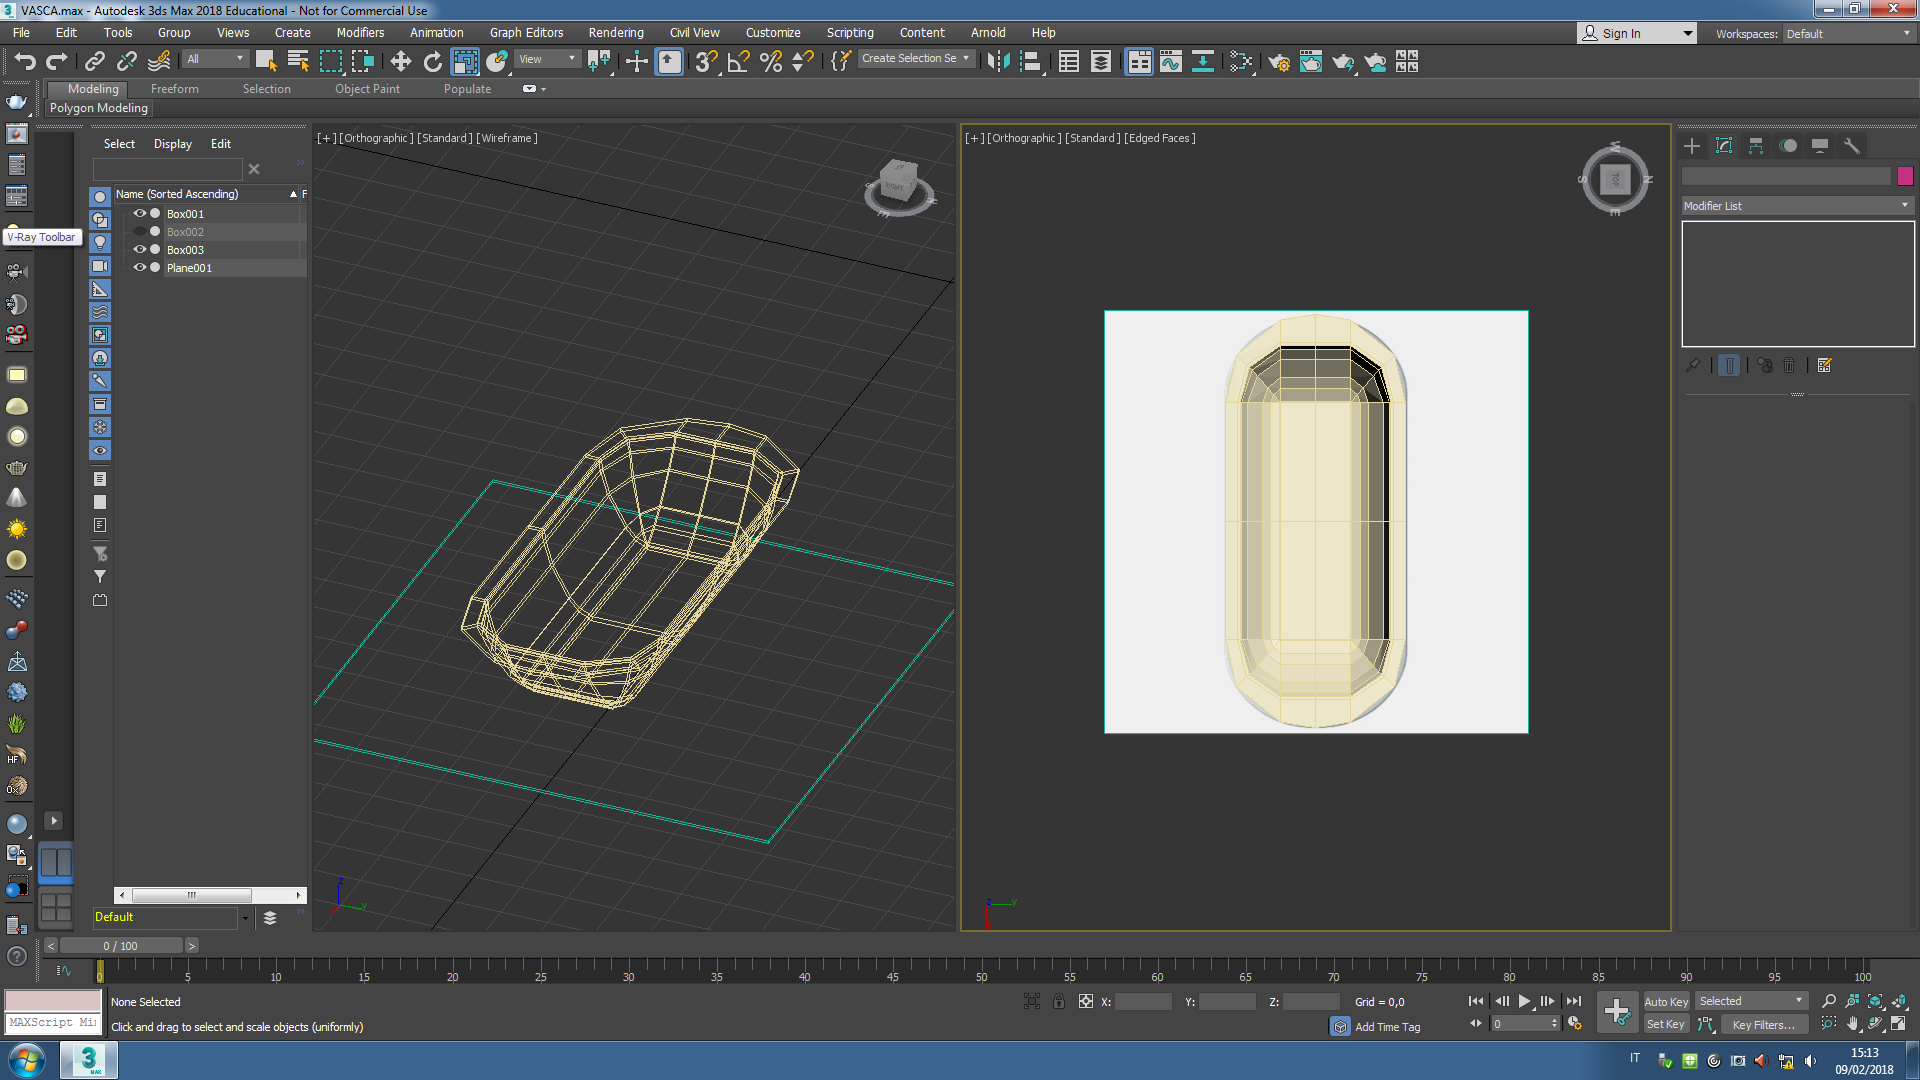 VASCA.max - Autodesk 3ds Max 2018 Educational - Not for Commercial Use
File Edit Tools Group Views Create Modifiers Animation Graph Editors Rendering Civil View Customize Scripting Content Arnold Help
Sign In
Workspaces: Default
All
View
Create Selection Se
Modeling Freeform Selection Object Paint Populate
Polygon Modeling
Select Display Edit
Name (Sorted Ascending)
F
Box001
Box002
Box003
Plane001
V-Ray Toolbar
[+] [Orthographic] [Standard] [Wireframe]
[+] [Orthographic] [Standard] [Edged Faces]
RIGHT
TOP
W
N
S
E
Modifier List
HF
Default
z
y
z
y
0 / 100
0 5 10 15 20 25 30 35 40 45 50 55 60 65 70 75 80 85 90 95 100
None Selected
X:
Y:
Z:
Grid = 0,0
Auto Key
Selected
MAXScript Mi
Click and drag to select and scale objects (uniformly)
Add Time Tag
0
Set Key
Key Filters...
3
MAX
IT
15:13
09/02/2018